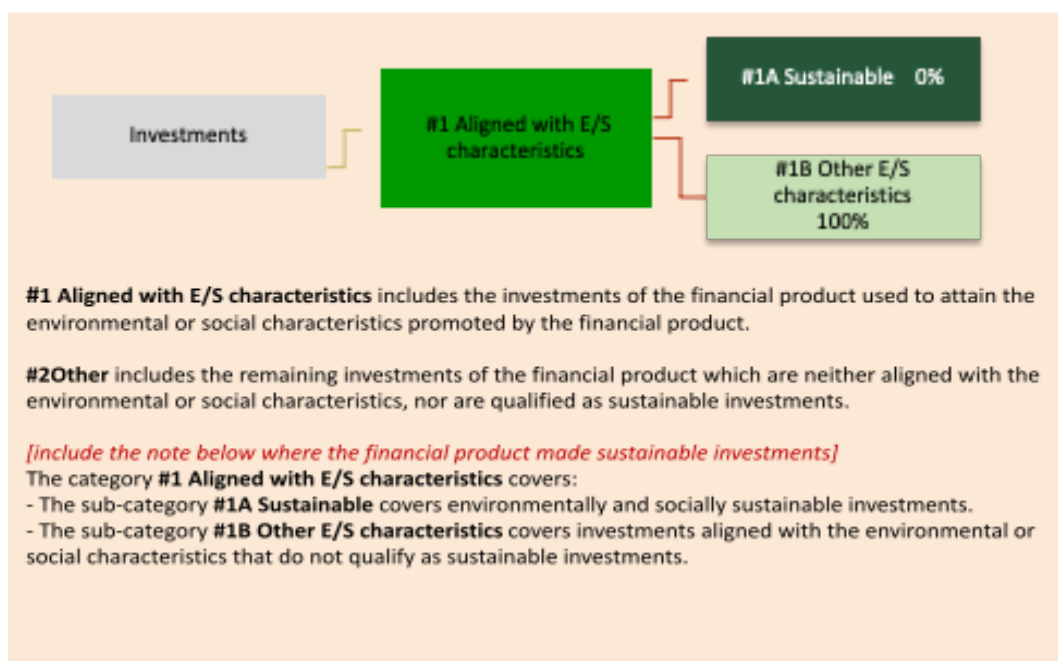 Investments
#1 Aligned with E/S
characteristics
#1A Sustainable 0%
#1B Other E/S
characteristics
100%
#1 Aligned with E/S characteristics includes the investments of the financial product used to attain the
environmental or social characteristics promoted by the financial product.
#2Other includes the remaining investments of the financial product which are neither aligned with the
environmental or social characteristics, nor are qualified as sustainable investments.
[include the note below where the financial product made sustainable investments]
The category #1 Aligned with E/S characteristics covers:
- The sub-category #1A Sustainable covers environmentally and socially sustainable investments.
- The sub-category #1B Other E/S characteristics covers investments aligned with the environmental or
social characteristics that do not qualify as sustainable investments.